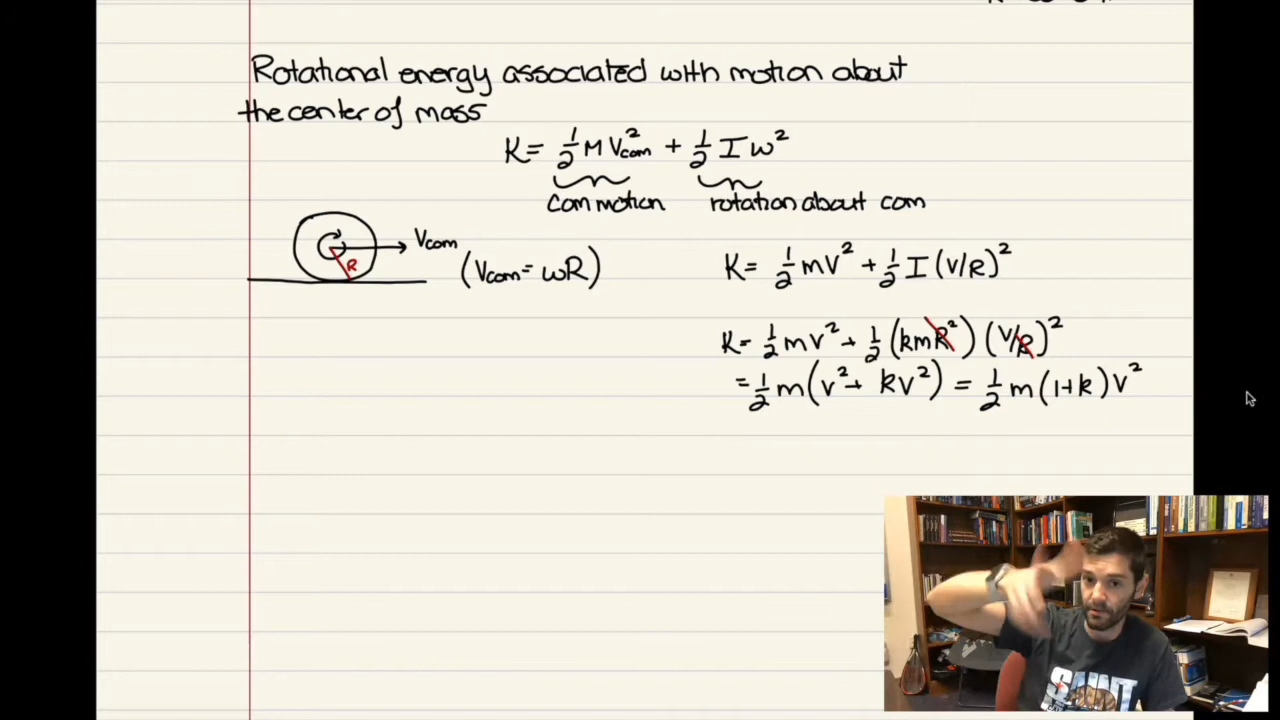 Rotational energy associated with motion about
the center of mass
K = 1/2 M Vcom² + 1/2 I ω²
com motion rotation about com
Vcom
R
(Vcom = ωR)
K = 1/2 mv² + 1/2 I (v/R)²
K = 1/2 mv² + 1/2 (kmR²) (v/R)²
= 1/2 m(v² + kv²) = 1/2 m(1+k)v²
SAINT